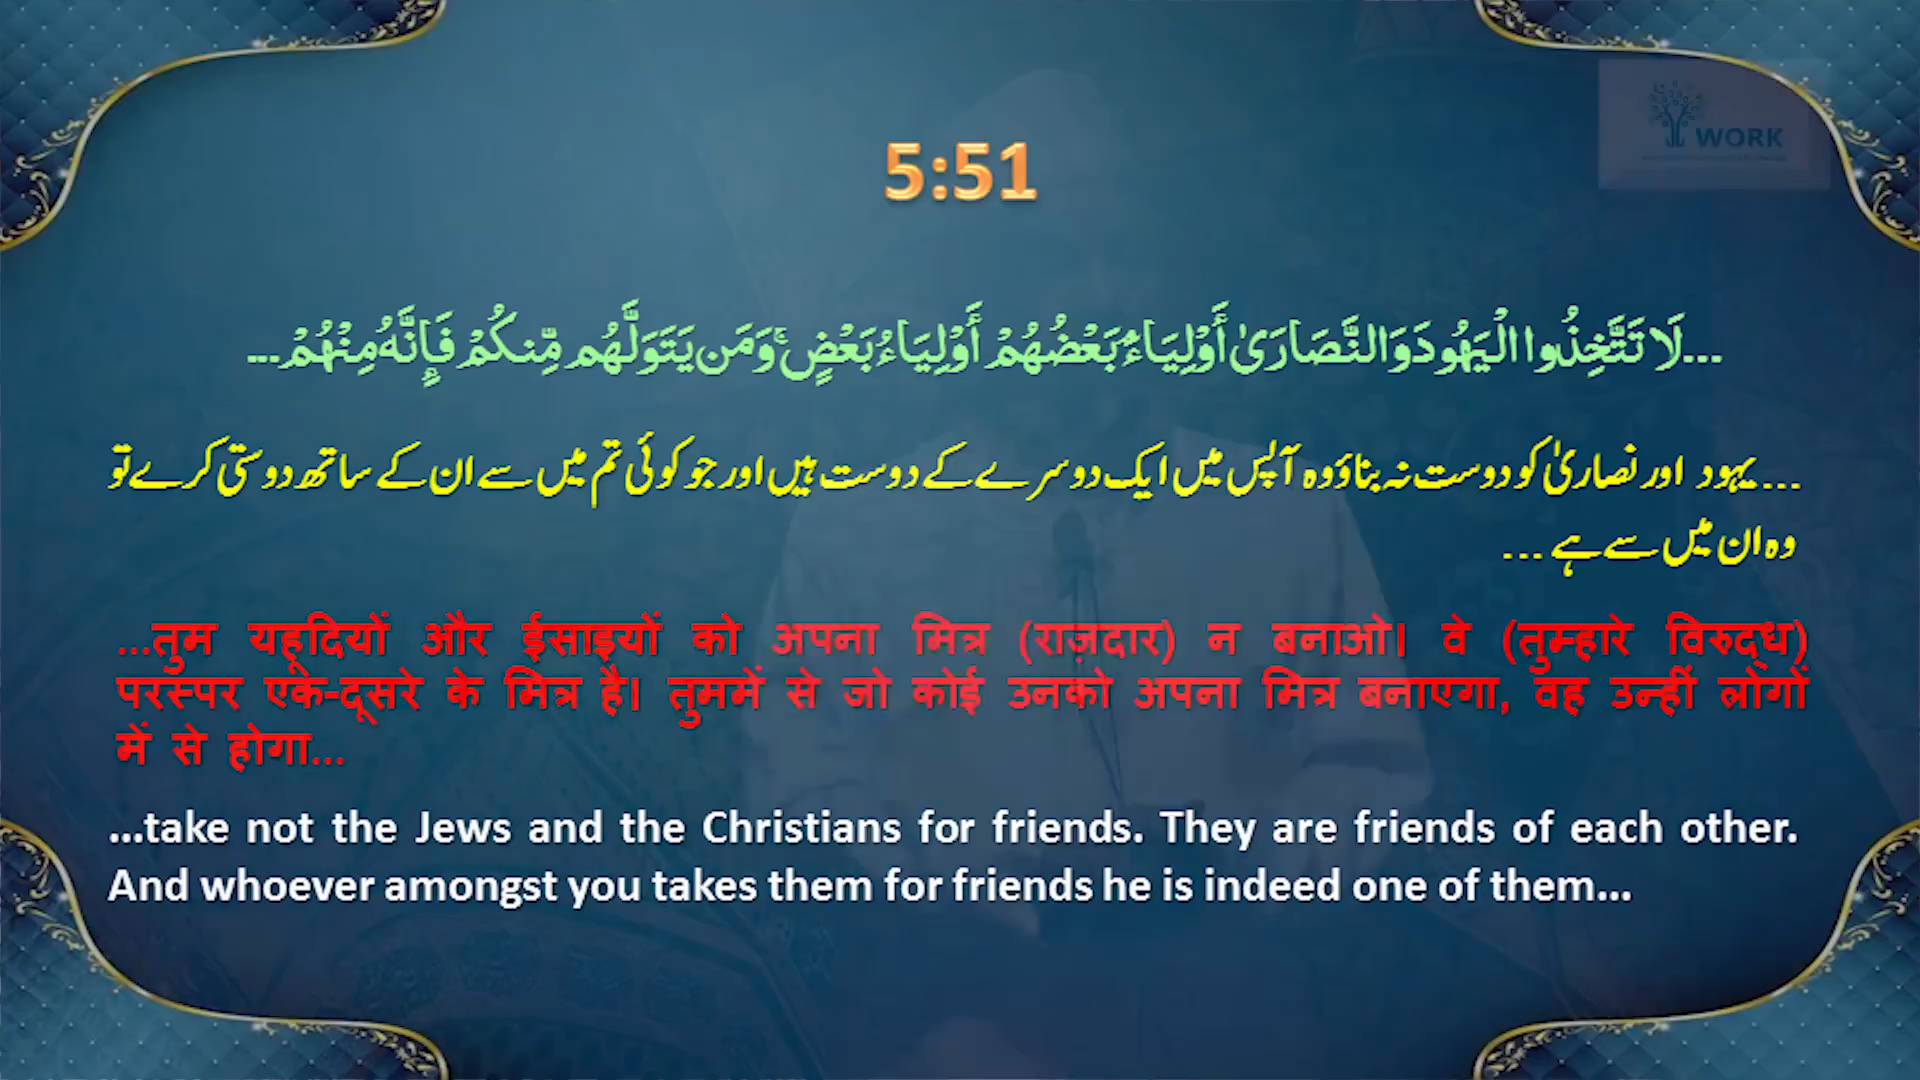 WORK
5:51
...لَا تَتَّخِذُوا الْيَهُودَ وَالنَّصَارَىٰ أَوْلِيَاءَ ۘ بَعْضُهُمْ أَوْلِيَاءُ بَعْضٍ ۚ وَمَن يَتَوَلَّهُم مِّنكُمْ فَإِنَّهُ مِنْهُمْ...
...یہود اور نصاریٰ کو دوست نہ بناؤ وہ آپس میں ایک دوسرے کے دوست ہیں اور جو کوئی تم میں سے ان کے ساتھ دوستی کرے تو
وہ ان میں سے ہے ...
...तुम यहूदियों और ईसाइयों को अपना मित्र (राज़दार) न बनाओ। वे (तुम्हारे विरुद्ध)
परस्पर एक-दूसरे के मित्र है। तुममें से जो कोई उनको अपना मित्र बनाएगा, वह उन्हीं लोगों
में से होगा...
...take not the Jews and the Christians for friends. They are friends of each other.
And whoever amongst you takes them for friends he is indeed one of them...